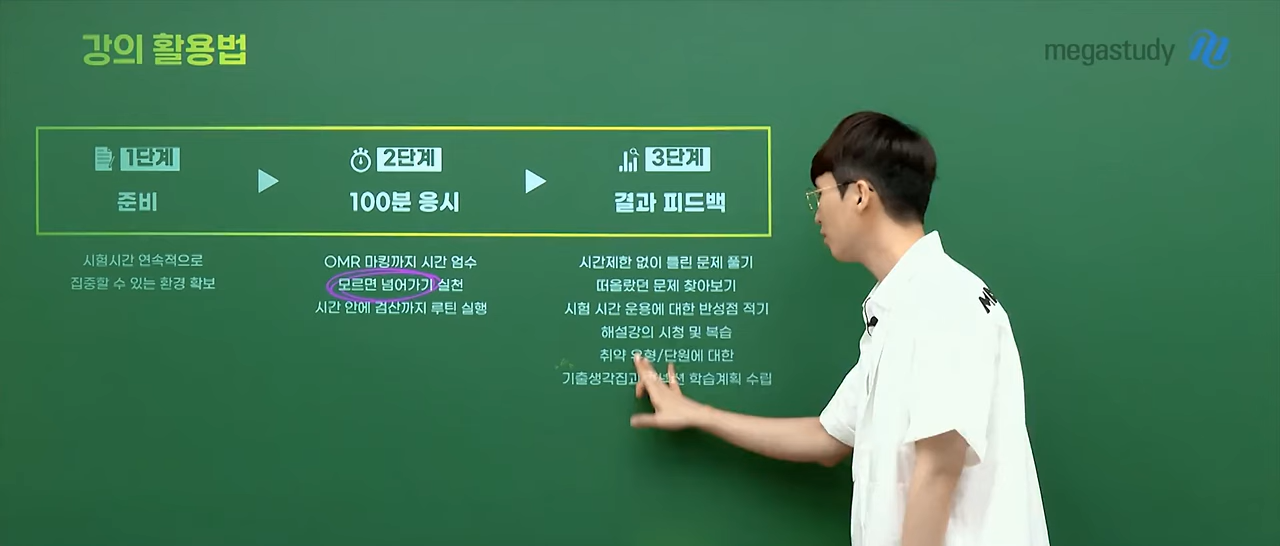 강의 활용법
megastudy
1단계
준비
시험시간 연속적으로
집중할 수 있는 환경 확보
2단계
100분 응시
OMR 마킹까지 시간 엄수
모르면 넘어가기 실천
시간 안에 검산까지 루틴 실행
3단계
결과 피드백
시간제한 없이 틀린 문제 풀기
떠올랐던 문제 찾아보기
시험 시간 운용에 대한 반성점 적기
해설강의 시청 및 복습
취약 유형/단원에 대한
기출생각집과 학습계획 수립